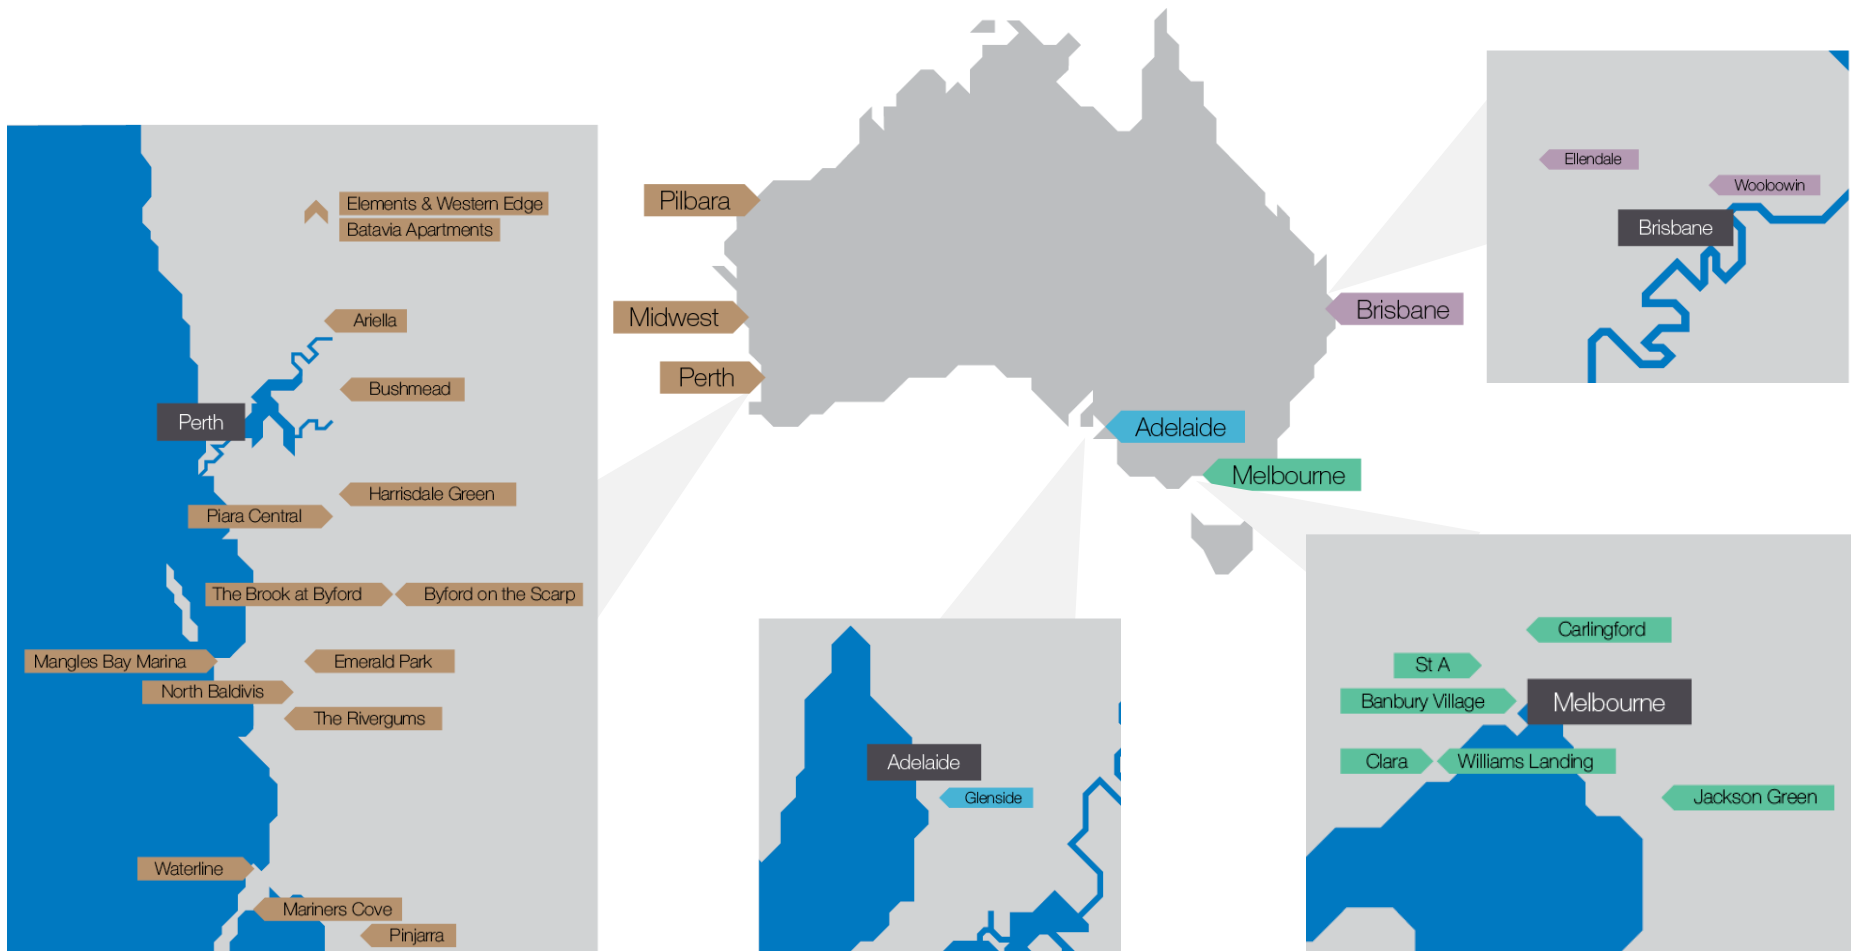 Elements & Western Edge
Batavia Apartments
Ariella
Bushmead
Perth
Harrisdale Green
Piara Central
The Brook at Byford
Byford on the Scarp
Mangles Bay Marina
Emerald Park
North Baldivis
The Rivergums
Waterline
Mariners Cove
Pinjarra
Pilbara
Midwest
Perth
Brisbane
Adelaide
Melbourne
Ellendale
Wooloowin
Brisbane
Adelaide
Glenside
Carlingford
St A
Banbury Village
Melbourne
Clara
Williams Landing
Jackson Green